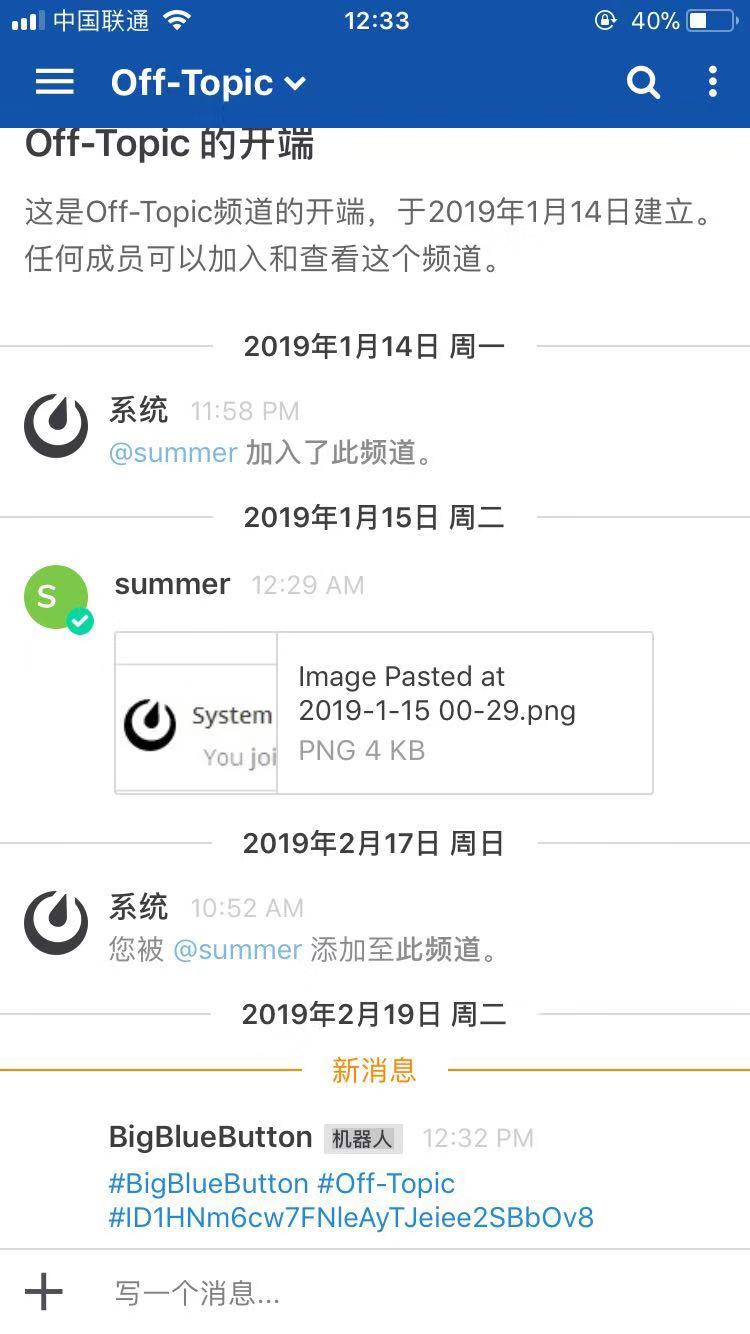 中国联通 12:33 40%
Off-Topic
Off-Topic 的开端
这是Off-Topic频道的开端，于2019年1月14日建立。
任何成员可以加入和查看这个频道。
2019年1月14日 周一
系统 11:58 PM
@summer 加入了此频道。
2019年1月15日 周二
S
summer 12:29 AM
System
You joi
Image Pasted at
2019-1-15 00-29.png
PNG 4 KB
2019年2月17日 周日
系统 10:52 AM
您被 @summer 添加至此频道。
2019年2月19日 周二
新消息
BigBlueButton 机器人 12:32 PM
#BigBlueButton #Off-Topic
#ID1HNm6cw7FNleAyTJeiee2SBbOv8
写一个消息...